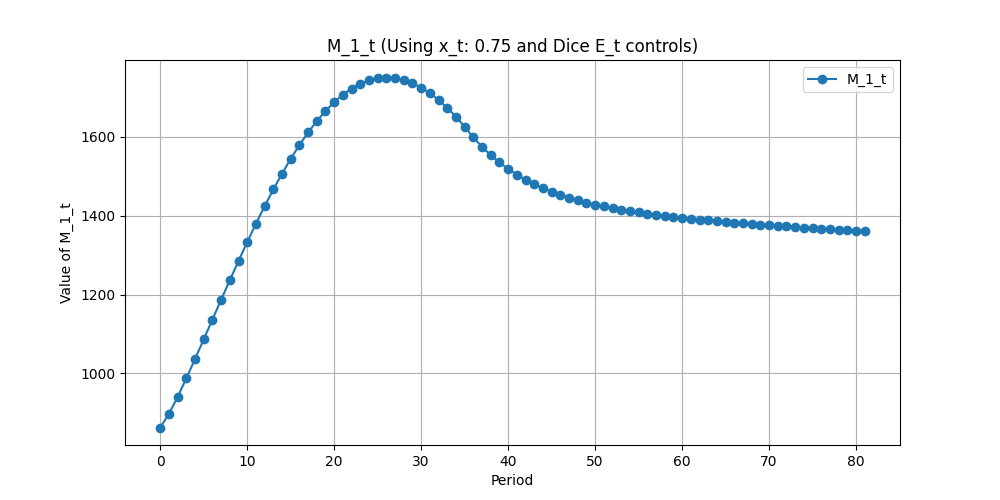 M_1_t (Using x_t: 0.75 and Dice E_t controls)
M_1_t
Value of M_1_t
1600
1400
1200
1000
0 10 20 30 40 50 60 70 80
Period